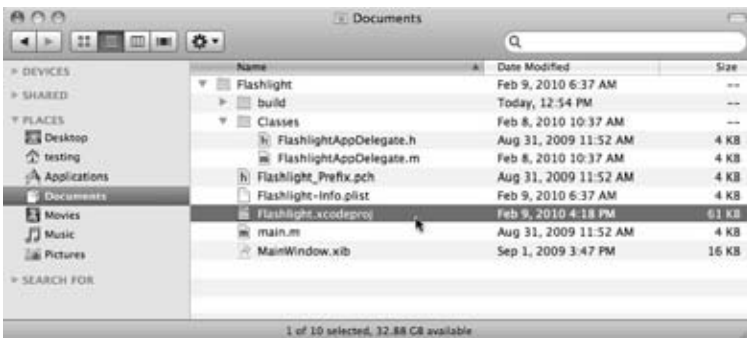 Documents
Name Date Modified Size
DEVICES
SHARED
PLACES
Desktop
testing
Applications
Documents
Movies
Music
Pictures
SEARCH FOR
Flashlight Feb 9, 2010 6:37 AM --
build Today, 12:54 PM --
Classes Feb 8, 2010 10:37 AM --
h FlashlightAppDelegate.h Aug 31, 2009 11:52 AM 4 KB
m FlashlightAppDelegate.m Feb 8, 2010 10:37 AM 4 KB
h Flashlight_Prefix.pch Aug 31, 2009 11:52 AM 4 KB
Flashlight-Info.plist Feb 9, 2010 6:37 AM 4 KB
Flashlight.xcodeproj Feb 9, 2010 4:18 PM 61 KB
m main.m Aug 31, 2009 11:52 AM 4 KB
MainWindow.xib Sep 1, 2009 3:47 PM 16 KB
1 of 10 selected, 32.88 GB available